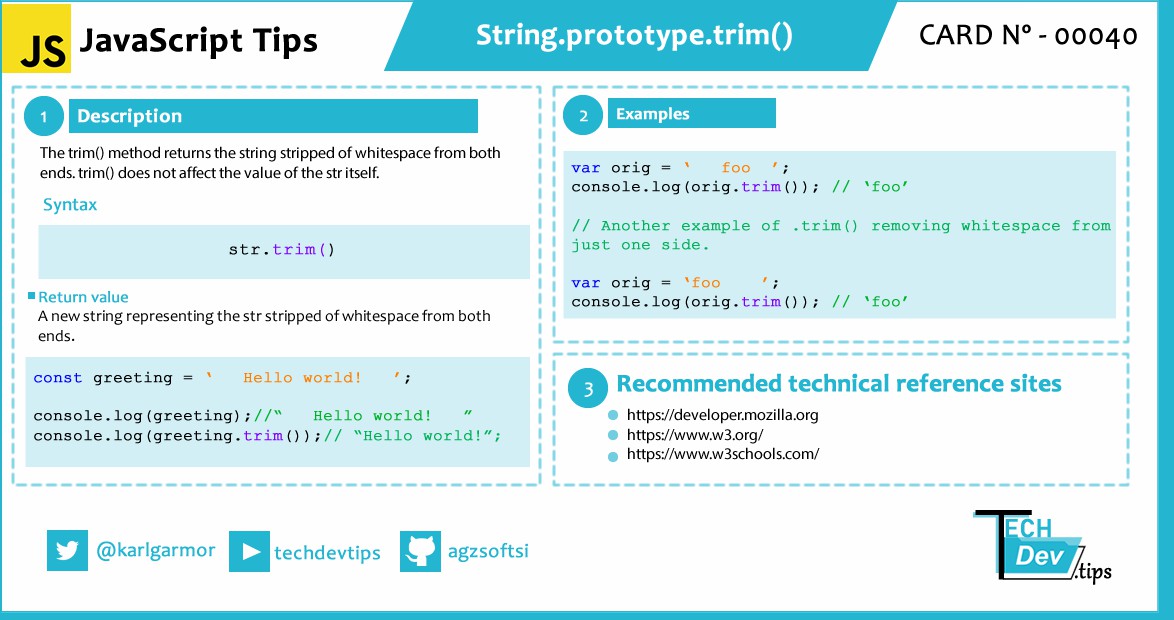 JS JavaScript Tips
String.prototype.trim()
CARD Nº - 00040
1 Description
The trim() method returns the string stripped of whitespace from both
ends. trim() does not affect the value of the str itself.
Syntax
str.trim()
Return value
A new string representing the str stripped of whitespace from both
ends.
const greeting = ‘   Hello world!   ’;
console.log(greeting);//“   Hello world!   ”
console.log(greeting.trim());// “Hello world!”;
2 Examples
var orig = ‘   foo  ’;
console.log(orig.trim()); // ‘foo’
// Another example of .trim() removing whitespace from
just one side.
var orig = ‘foo    ’;
console.log(orig.trim()); // ‘foo’
3 Recommended technical reference sites
https://developer.mozilla.org
https://www.w3.org/
https://www.w3schools.com/
@karlgarmor
techdevtips
agzsoftsi
TECH
Dev
.tips